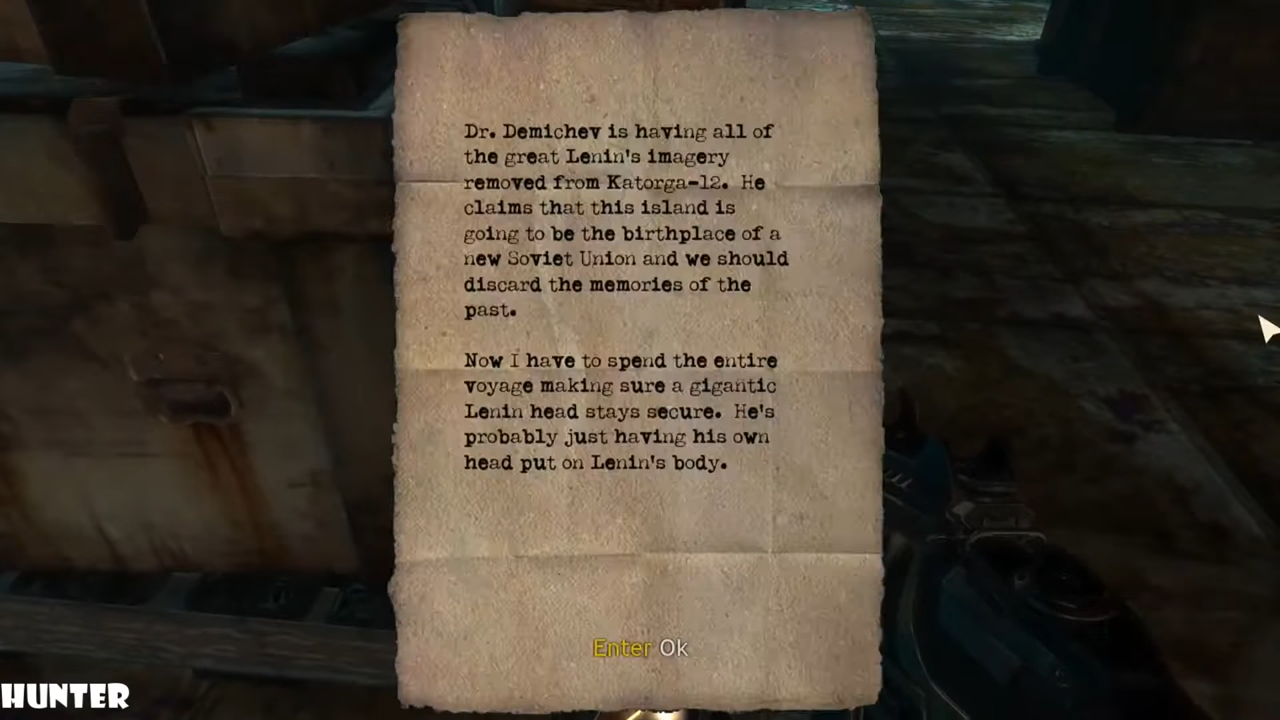 Dr. Demichev is having all of
the great Lenin's imagery
removed from Katorga-12. He
claims that this island is
going to be the birthplace of a
new Soviet Union and we should
discard the memories of the
past.
Now I have to spend the entire
voyage making sure a gigantic
Lenin head stays secure. He's
probably just having his own
head put on Lenin's body.
Enter Ok
HUNTER